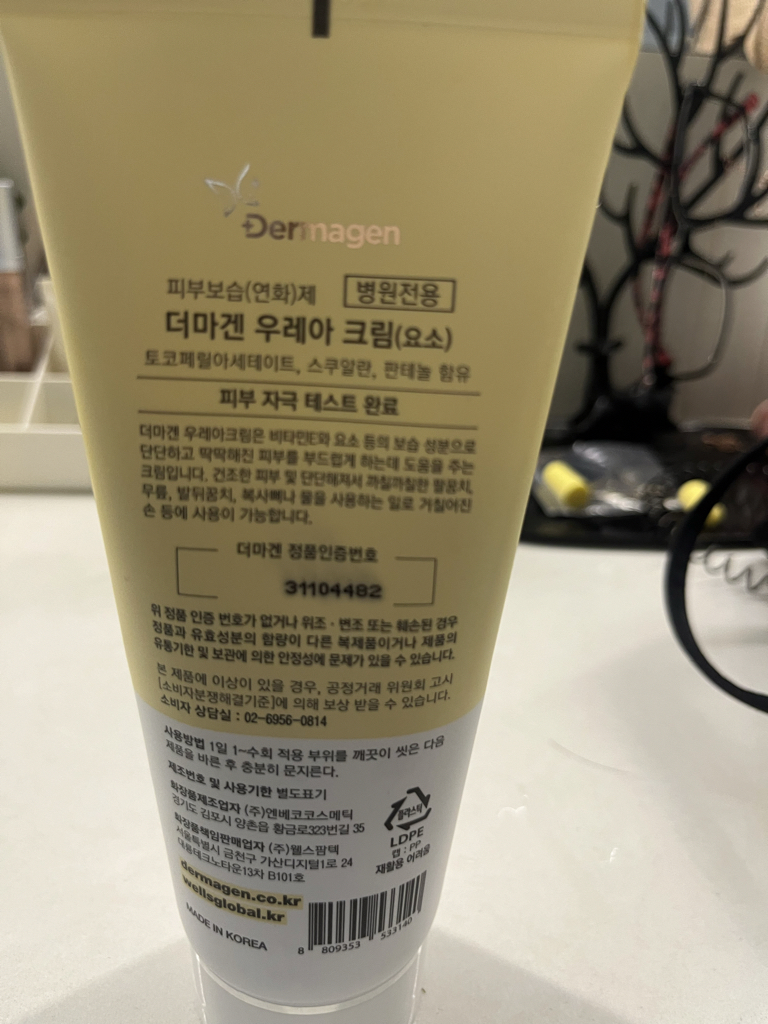 Dermagen
피부보습(연화)제 병원전용
더마겐 우레아 크림(요소)
토코페릴아세테이트, 스쿠알란, 판테놀 함유
피부 자극 테스트 완료
더마겐 우레아크림은 비타민E와 요소 등의 보습 성분으로
단단하고 딱딱해진 피부를 부드럽게 하는데 도움을 주는
크림입니다. 건조한 피부 및 단단해져서 까칠까칠한 팔꿈치,
무릎, 발뒤꿈치, 복사뼈나 물을 사용하는 일로 거칠어진
손 등에 사용이 가능합니다.
더마겐 정품인증번호
31104482
위 정품 인증 번호가 없거나 위조·변조 또는 훼손된 경우
정품과 유효성분의 함량이 다른 복제품이거나 제품의
유통기한 및 보관에 의한 안정성에 문제가 있을 수 있습니다.
본 제품에 이상이 있을 경우, 공정거래 위원회 고시
[소비자분쟁해결기준]에 의해 보상 받을 수 있습니다.
소비자 상담실 : 02-6956-0814
사용방법 1일 1~수회 적용 부위를 깨끗이 씻은 다음
제품을 바른 후 충분히 문지른다.
제조번호 및 사용기한 별도표기
화장품제조업자 (주)엔베코코스메틱
경기도 김포시 양촌읍 황금로323번길 35
화장품책임판매업자 (주)웰스팜텍
서울특별시 금천구 가산디지털1로 24
대륭테크노타운13차 B101호
플라스틱
LDPE
캡 : PP
재활용 어려움
dermagen.co.kr
wellsglobal.kr
MADE IN KOREA
8 809353 533140